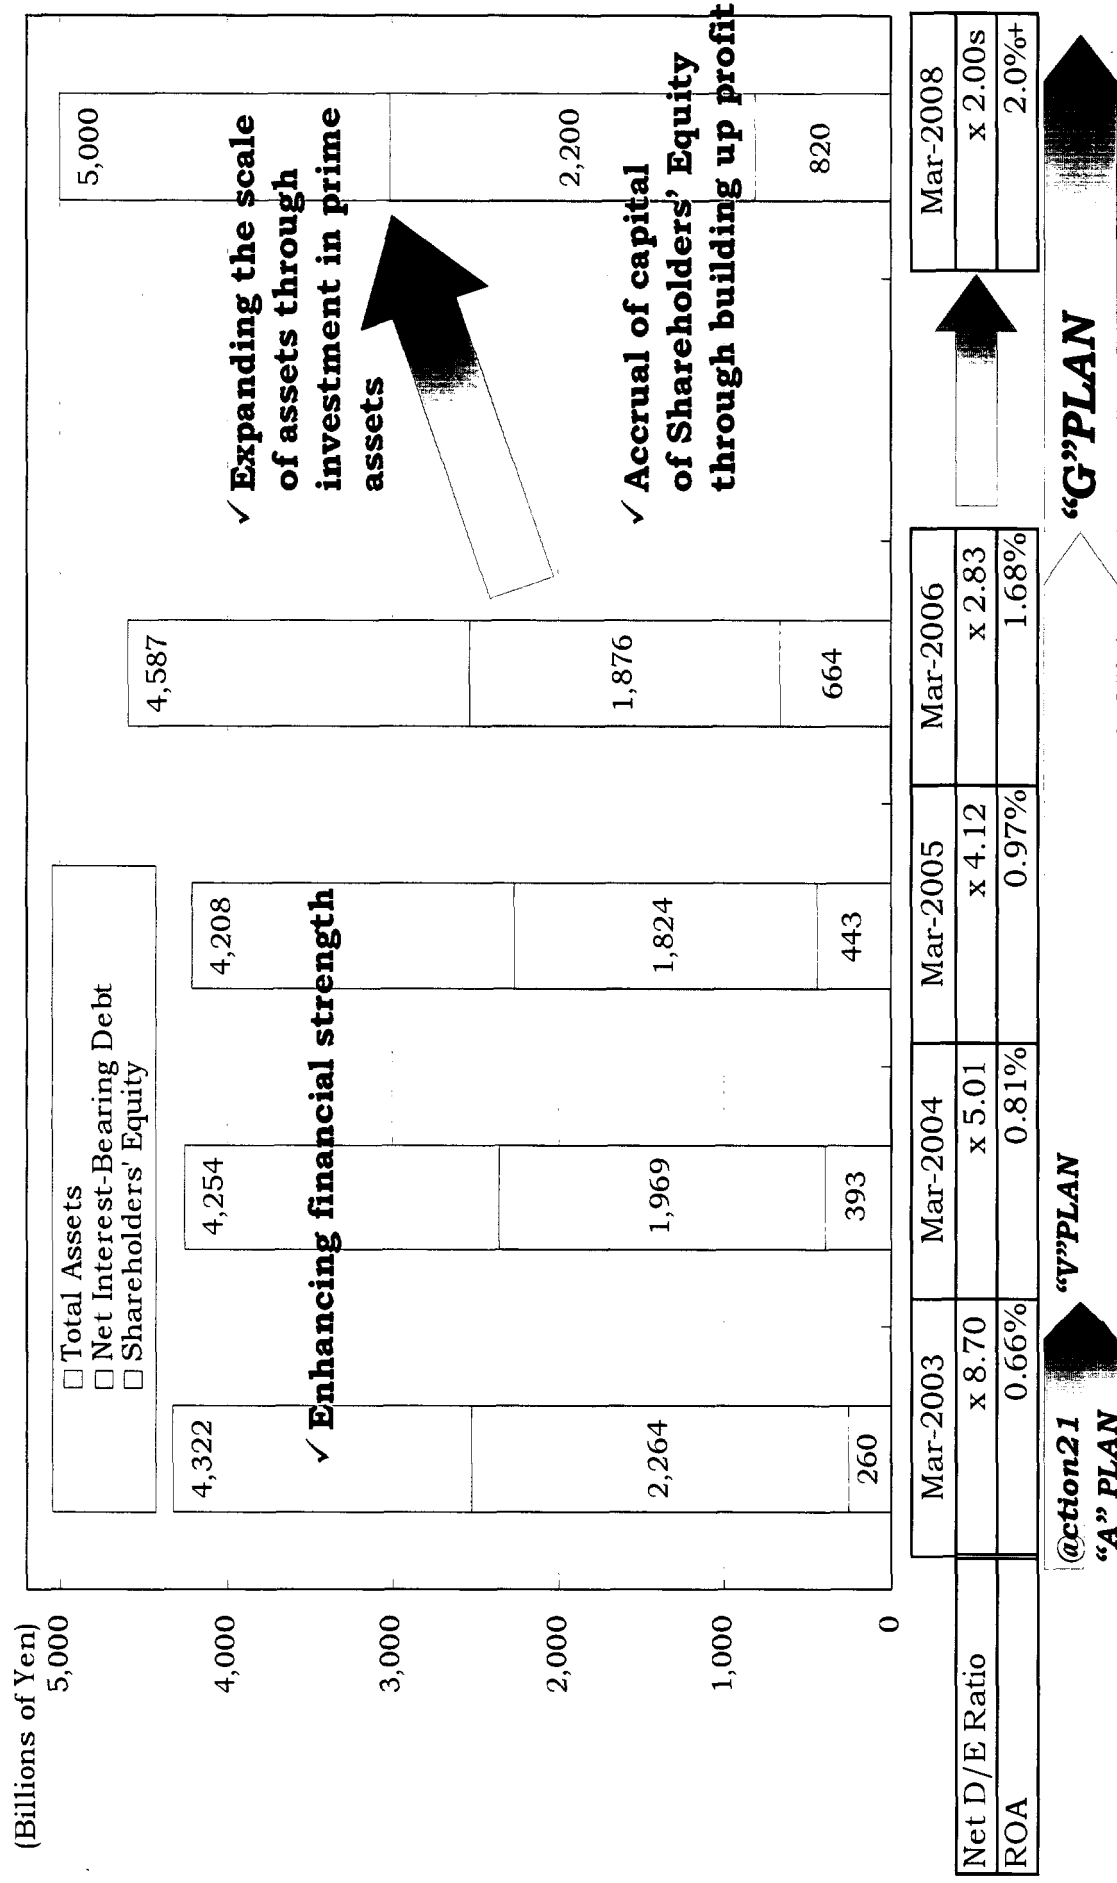 (Billions of Yen)
5,000
4,000
3,000
2,000
1,000
0
□ Total Assets
□ Net Interest-Bearing Debt
□ Shareholders' Equity
4,322
2,264
260
4,254
1,969
393
4,208
1,824
443
4,587
1,876
664
5,000
2,200
820
✓ Enhancing financial strength
✓ Expanding the scale
of assets through
investment in prime
assets
✓ Accrual of capital
of Shareholders' Equity
through building up profit
Mar-2003 Mar-2004 Mar-2005 Mar-2006 Mar-2008
Net D/E Ratio x 8.70 x 5.01 x 4.12 x 2.83 x 2.00s
ROA 0.66% 0.81% 0.97% 1.68% 2.0%+
@action21
“A” PLAN
“V”PLAN
“G”PLAN